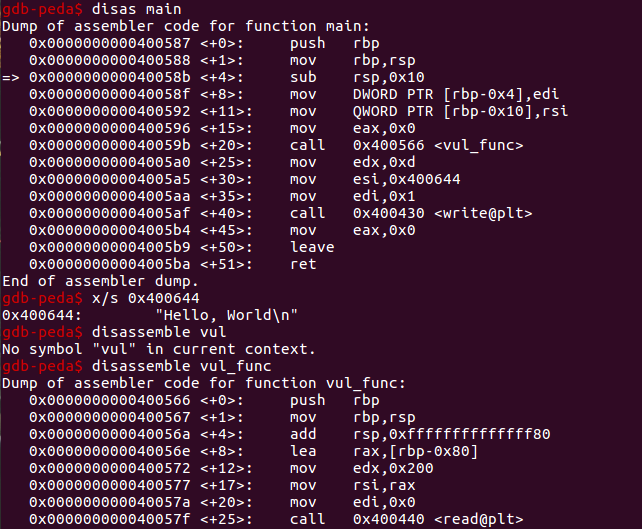 gdb-peda$ disas main
Dump of assembler code for function main:
   0x0000000000400587 <+0>:     push   rbp
   0x0000000000400588 <+1>:     mov    rbp,rsp
=> 0x000000000040058b <+4>:     sub    rsp,0x10
   0x000000000040058f <+8>:     mov    DWORD PTR [rbp-0x4],edi
   0x0000000000400592 <+11>:    mov    QWORD PTR [rbp-0x10],rsi
   0x0000000000400596 <+15>:    mov    eax,0x0
   0x000000000040059b <+20>:    call   0x400566 <vul_func>
   0x00000000004005a0 <+25>:    mov    edx,0xd
   0x00000000004005a5 <+30>:    mov    esi,0x400644
   0x00000000004005aa <+35>:    mov    edi,0x1
   0x00000000004005af <+40>:    call   0x400430 <write@plt>
   0x00000000004005b4 <+45>:    mov    eax,0x0
   0x00000000004005b9 <+50>:    leave
   0x00000000004005ba <+51>:    ret
End of assembler dump.
gdb-peda$ x/s 0x400644
0x400644:       "Hello, World\n"
gdb-peda$ disassemble vul
No symbol "vul" in current context.
gdb-peda$ disassemble vul_func
Dump of assembler code for function vul_func:
   0x0000000000400566 <+0>:     push   rbp
   0x0000000000400567 <+1>:     mov    rbp,rsp
   0x000000000040056a <+4>:     add    rsp,0xffffffffffffff80
   0x000000000040056e <+8>:     lea    rax,[rbp-0x80]
   0x0000000000400572 <+12>:    mov    edx,0x200
   0x0000000000400577 <+17>:    mov    rsi,rax
   0x000000000040057a <+20>:    mov    edi,0x0
   0x000000000040057f <+25>:    call   0x400440 <read@plt>